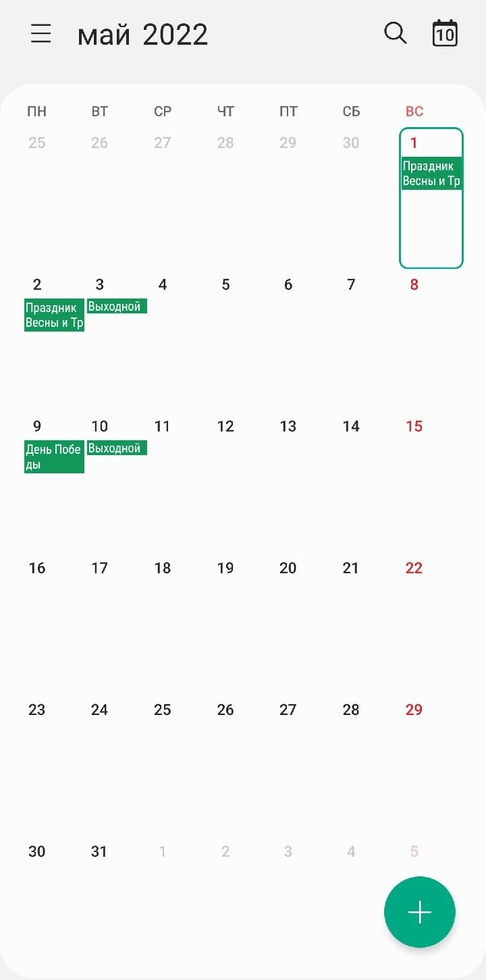 май 2022
10
ПН ВТ СР ЧТ ПТ СБ ВС
25 26 27 28 29 30 1
Праздник
Весны и Тр
2 3 4 5 6 7 8
Праздник Выходной
Весны и Тр
9 10 11 12 13 14 15
День Побе Выходной
ды
16 17 18 19 20 21 22
23 24 25 26 27 28 29
30 31 1 2 3 4 5